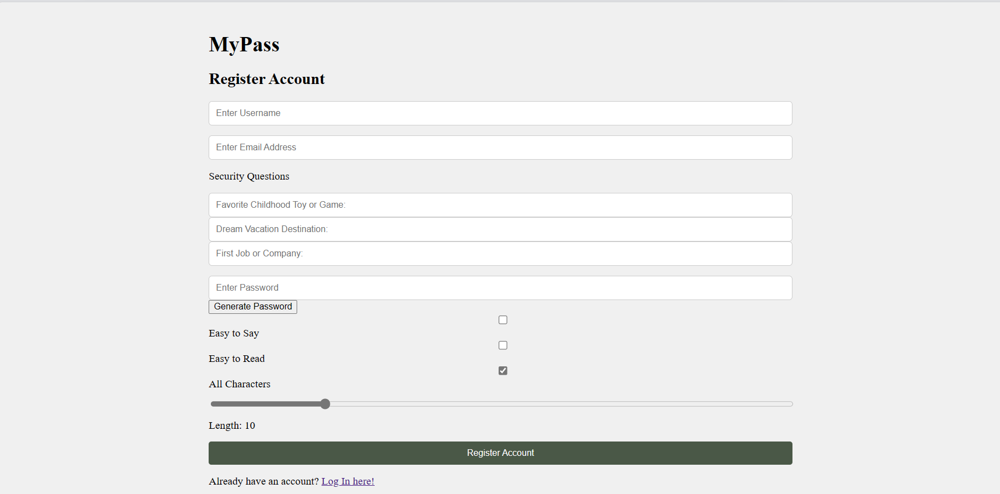 MyPass
Register Account
Enter Username
Enter Email Address
Security Questions
Favorite Childhood Toy or Game:
Dream Vacation Destination:
First Job or Company:
Enter Password
Generate Password
Easy to Say
Easy to Read
All Characters
Length: 10
Register Account
Already have an account? Log In here!